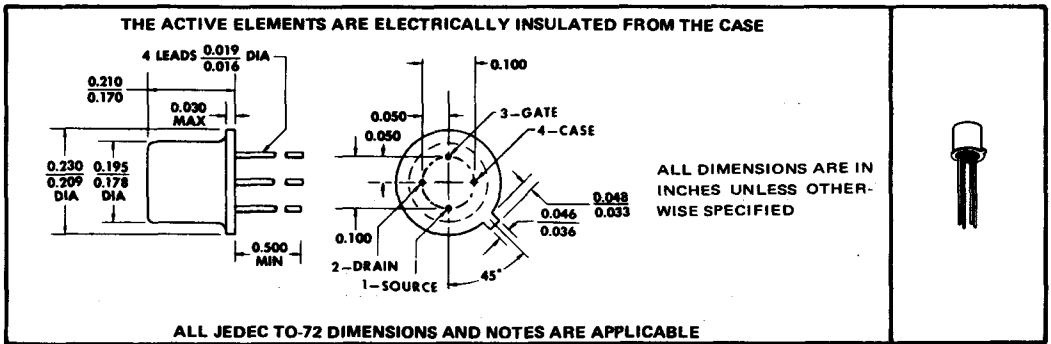 THE ACTIVE ELEMENTS ARE ELECTRICALLY INSULATED FROM THE CASE
4 LEADS 0.019
0.016 DIA
0.210
0.170
0.030
MAX
0.230
0.209
DIA
0.195
0.178
DIA
0.500
MIN
0.100
0.050
0.050
3–GATE
4–CASE
0.100
2–DRAIN
1–SOURCE
45°
0.048
0.033
0.046
0.036
ALL DIMENSIONS ARE IN
INCHES UNLESS OTHER-
WISE SPECIFIED
ALL JEDEC TO-72 DIMENSIONS AND NOTES ARE APPLICABLE